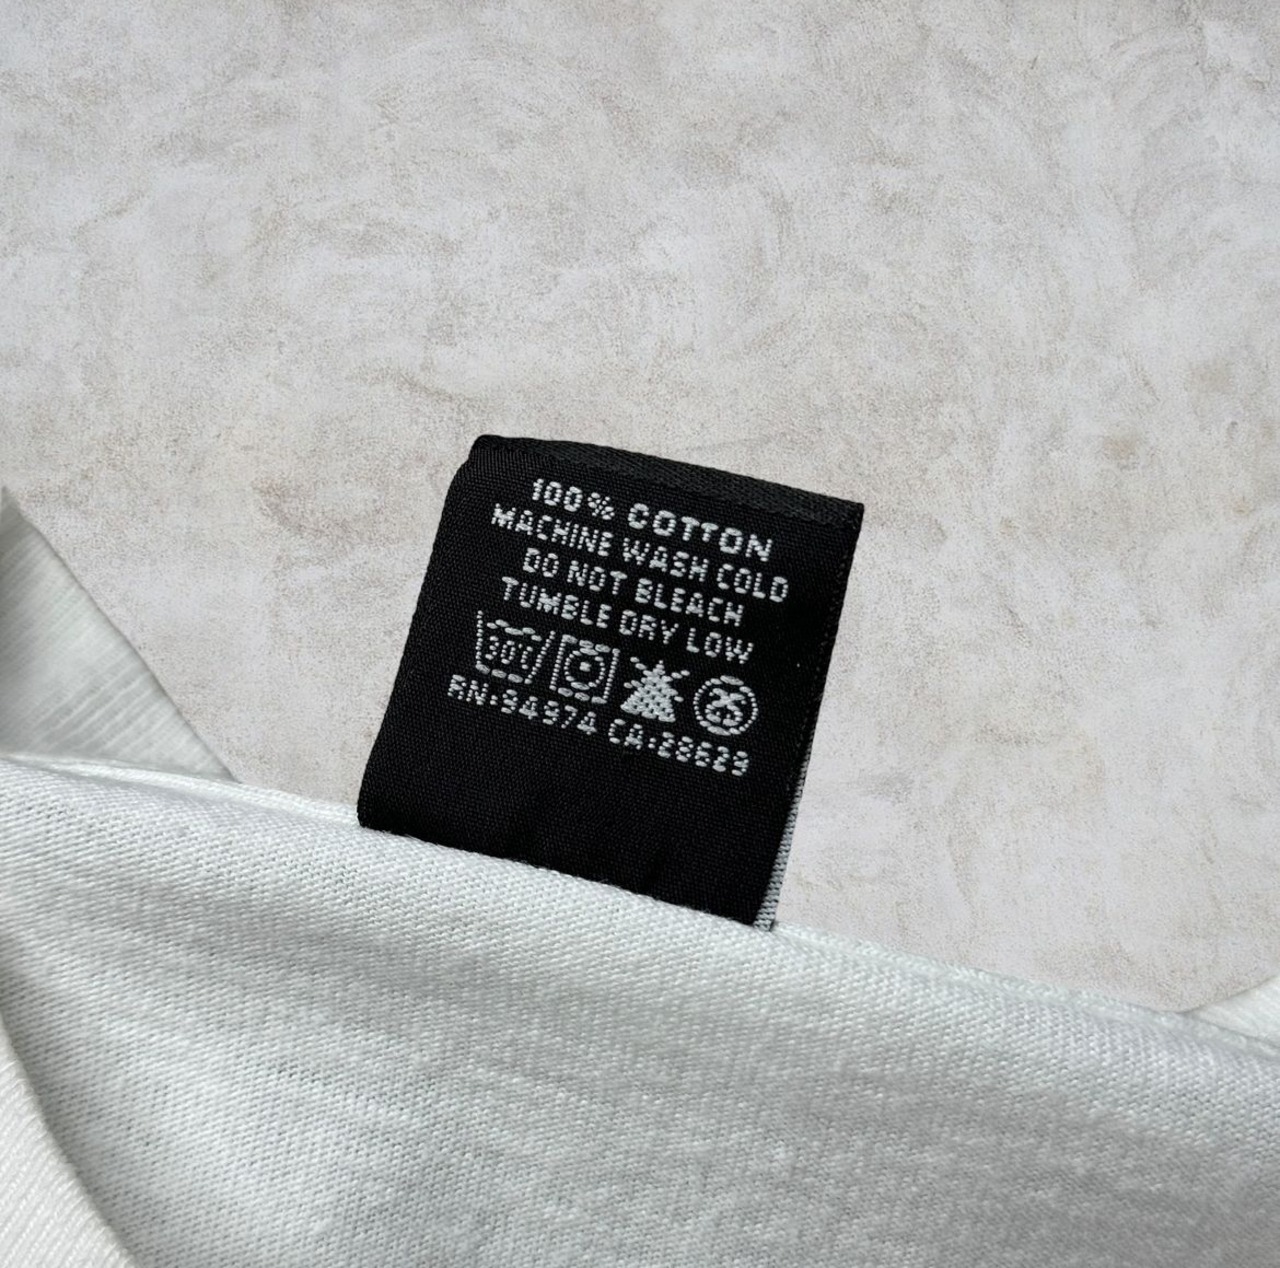 100% COTTON
MACHINE WASH COLD
DO NOT BLEACH
TUMBLE DRY LOW
30°C
RN:94974 CA:28629